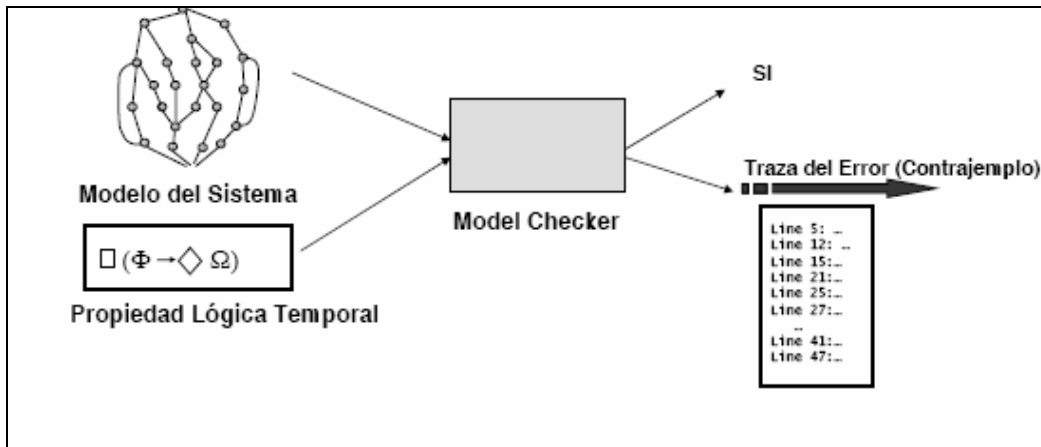 Modelo del Sistema
□ (Φ→◇ Ω)
Propiedad Lógica Temporal
Model Checker
SI
Traza del Error (Contrajemplo)
Line 5: …
Line 12: …
Line 15:…
Line 21:…
Line 25:…
Line 27:…
…
Line 41:…
Line 47:…